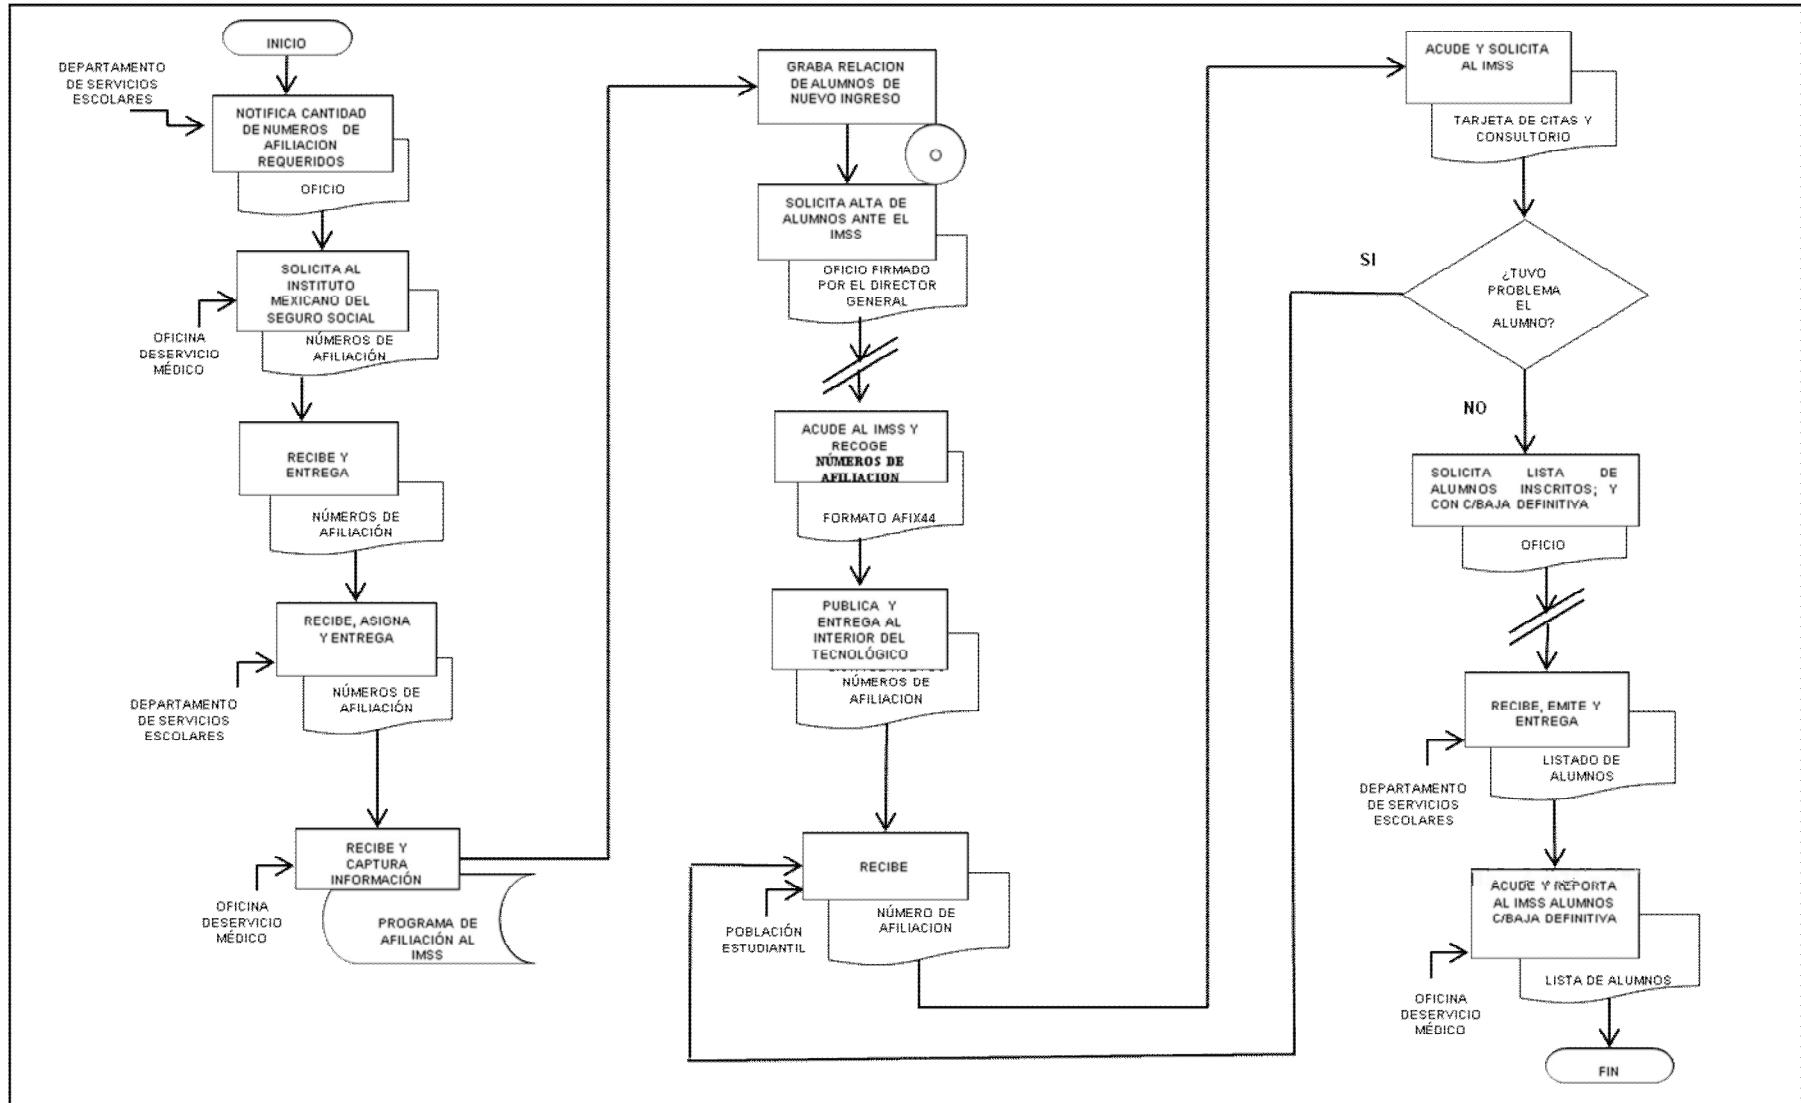 INICIO
DEPARTAMENTO
DE SERVICIOS
ESCOLARES
NOTIFICA CANTIDAD
DE NUMEROS DE
AFILIACION
REQUERIDOS
OFICIO
SOLICITA AL
INSTITUTO
MEXICANO DEL
SEGURO SOCIAL
NÚMEROS DE
AFILIACIÓN
OFICINA
DESERVICIO
MÉDICO
RECIBE Y
ENTREGA
NÚMEROS DE
AFILIACIÓN
RECIBE, ASIGNA
Y ENTREGA
NÚMEROS DE
AFILIACIÓN
DEPARTAMENTO
DE SERVICIOS
ESCOLARES
RECIBE Y
CAPTURA
INFORMACIÓN
OFICINA
DESERVICIO
MÉDICO
PROGRAMA DE
AFILIACIÓN AL
IMSS
GRABA RELACION
DE ALUMNOS DE
NUEVO INGRESO
SOLICITA ALTA DE
ALUMNOS ANTE EL
IMSS
OFICIO FIRMADO
POR EL DIRECTOR
GENERAL
ACUDE AL IMSS Y
RECOGE
NÚMEROS DE
AFILIACION
FORMATO AFIX44
PUBLICA Y
ENTREGA AL
INTERIOR DEL
TECNOLÓGICO
NÚMEROS DE
AFILIACION
RECIBE
POBLACIÓN
ESTUDIANTIL
NÚMERO DE
AFILIACION
ACUDE Y SOLICITA
AL IMSS
TARJETA DE CITAS Y
CONSULTORIO
SI
¿TUVO
PROBLEMA
EL
ALUMNO?
NO
SOLICITA LISTA DE
ALUMNOS INSCRITOS; Y
CON C/BAJA DEFINITIVA
OFICIO
RECIBE, EMITE Y
ENTREGA
LISTADO DE
ALUMNOS
DEPARTAMENTO
DE SERVICIOS
ESCOLARES
ACUDE Y REPORTA
AL IMSS ALUMNOS
C/BAJA DEFINITIVA
LISTA DE ALUMNOS
OFICINA
DESERVICIO
MÉDICO
FIN